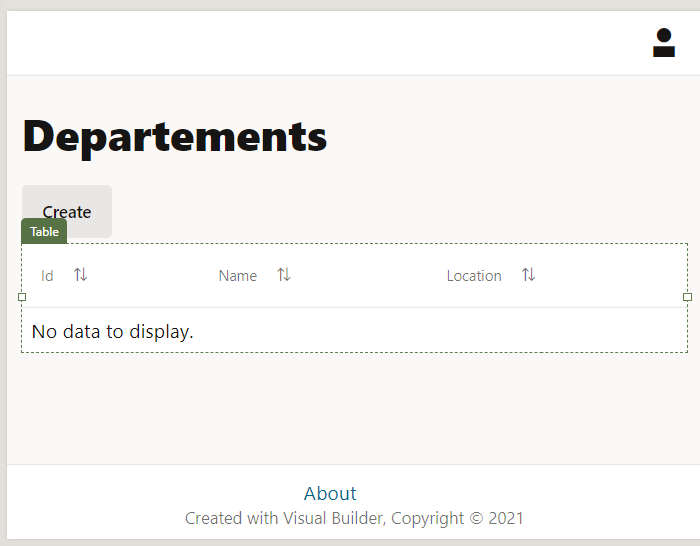 Departements
Create
Table
Id Name Location
No data to display.
About
Created with Visual Builder, Copyright © 2021